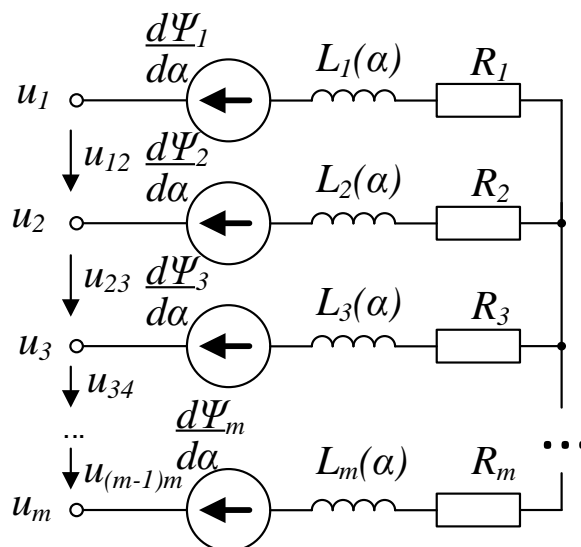 dΨ₁
dα
L₁(α)
R₁
u₁
u₁₂
dΨ₂
dα
L₂(α)
R₂
u₂
u₂₃
dΨ₃
dα
L₃(α)
R₃
u₃
u₃₄
...
dΨₘ
dα
...
u₍ₘ₋₁₎ₘ
Lₘ(α)
Rₘ
uₘ